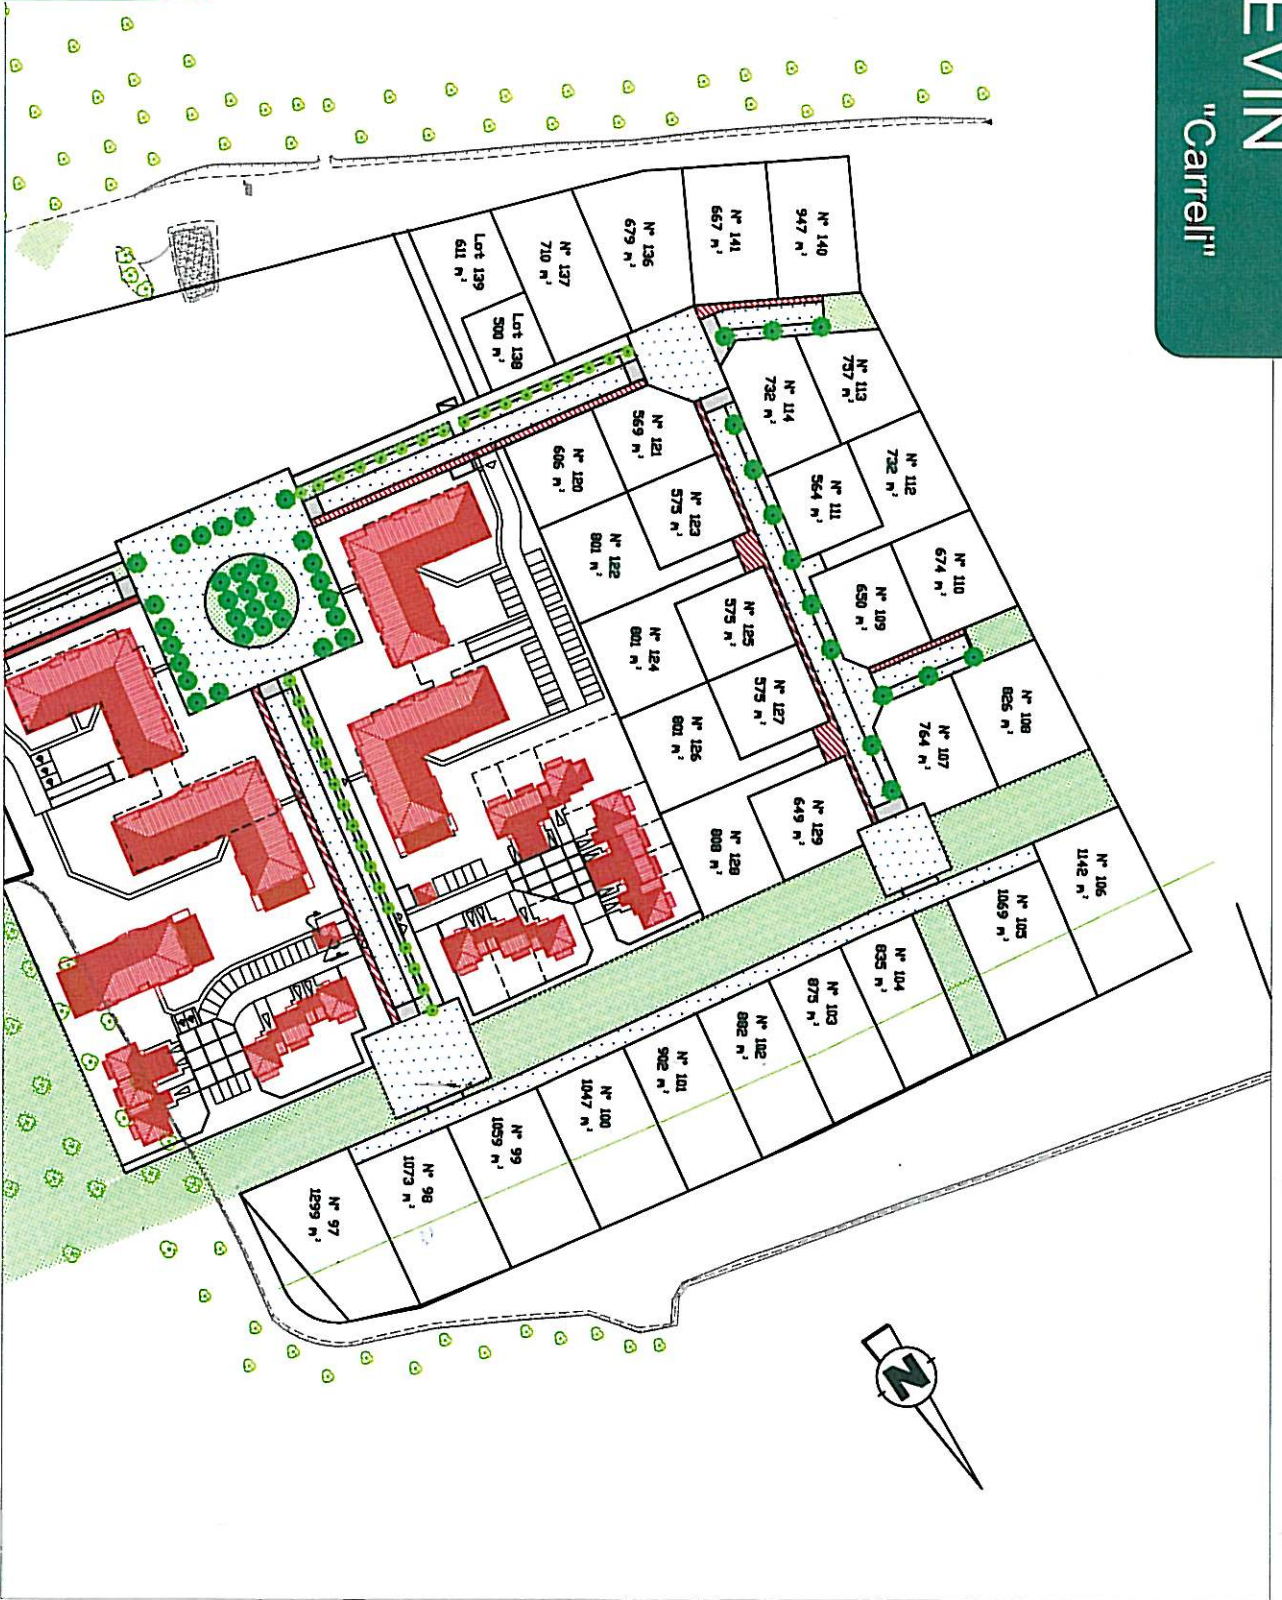 EVIN
"Carrel"
N° 140
947 m²
N° 141
667 m²
N° 136
679 m²
N° 137
710 m²
Lot 139
611 m²
Lot 138
500 m²
N° 113
757 m²
N° 114
732 m²
N° 112
732 m²
N° 111
564 m²
N° 110
674 m²
N° 109
650 m²
N° 108
826 m²
N° 107
764 m²
N° 121
569 m²
N° 120
606 m²
N° 123
575 m²
N° 122
801 m²
N° 125
575 m²
N° 124
801 m²
N° 127
575 m²
N° 126
801 m²
N° 129
649 m²
N° 128
808 m²
N° 106
1142 m²
N° 105
1069 m²
N° 104
835 m²
N° 103
875 m²
N° 102
882 m²
N° 101
902 m²
N° 100
1047 m²
N° 99
1059 m²
N° 98
1073 m²
N° 97
1299 m²
N